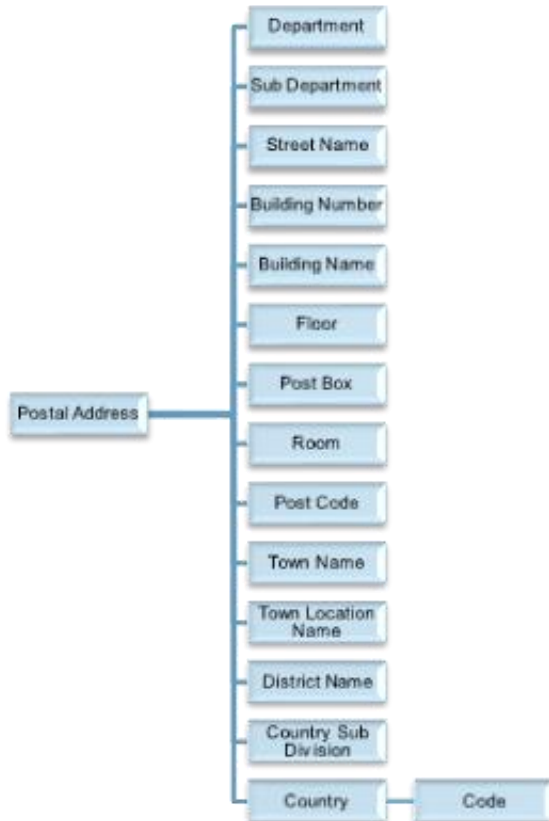 Department
Sub Department
Street Name
Building Number
Building Name
Floor
Post Box
Postal Address
Room
Post Code
Town Name
Town Location
Name
District Name
Country Sub
Division
Country
Code